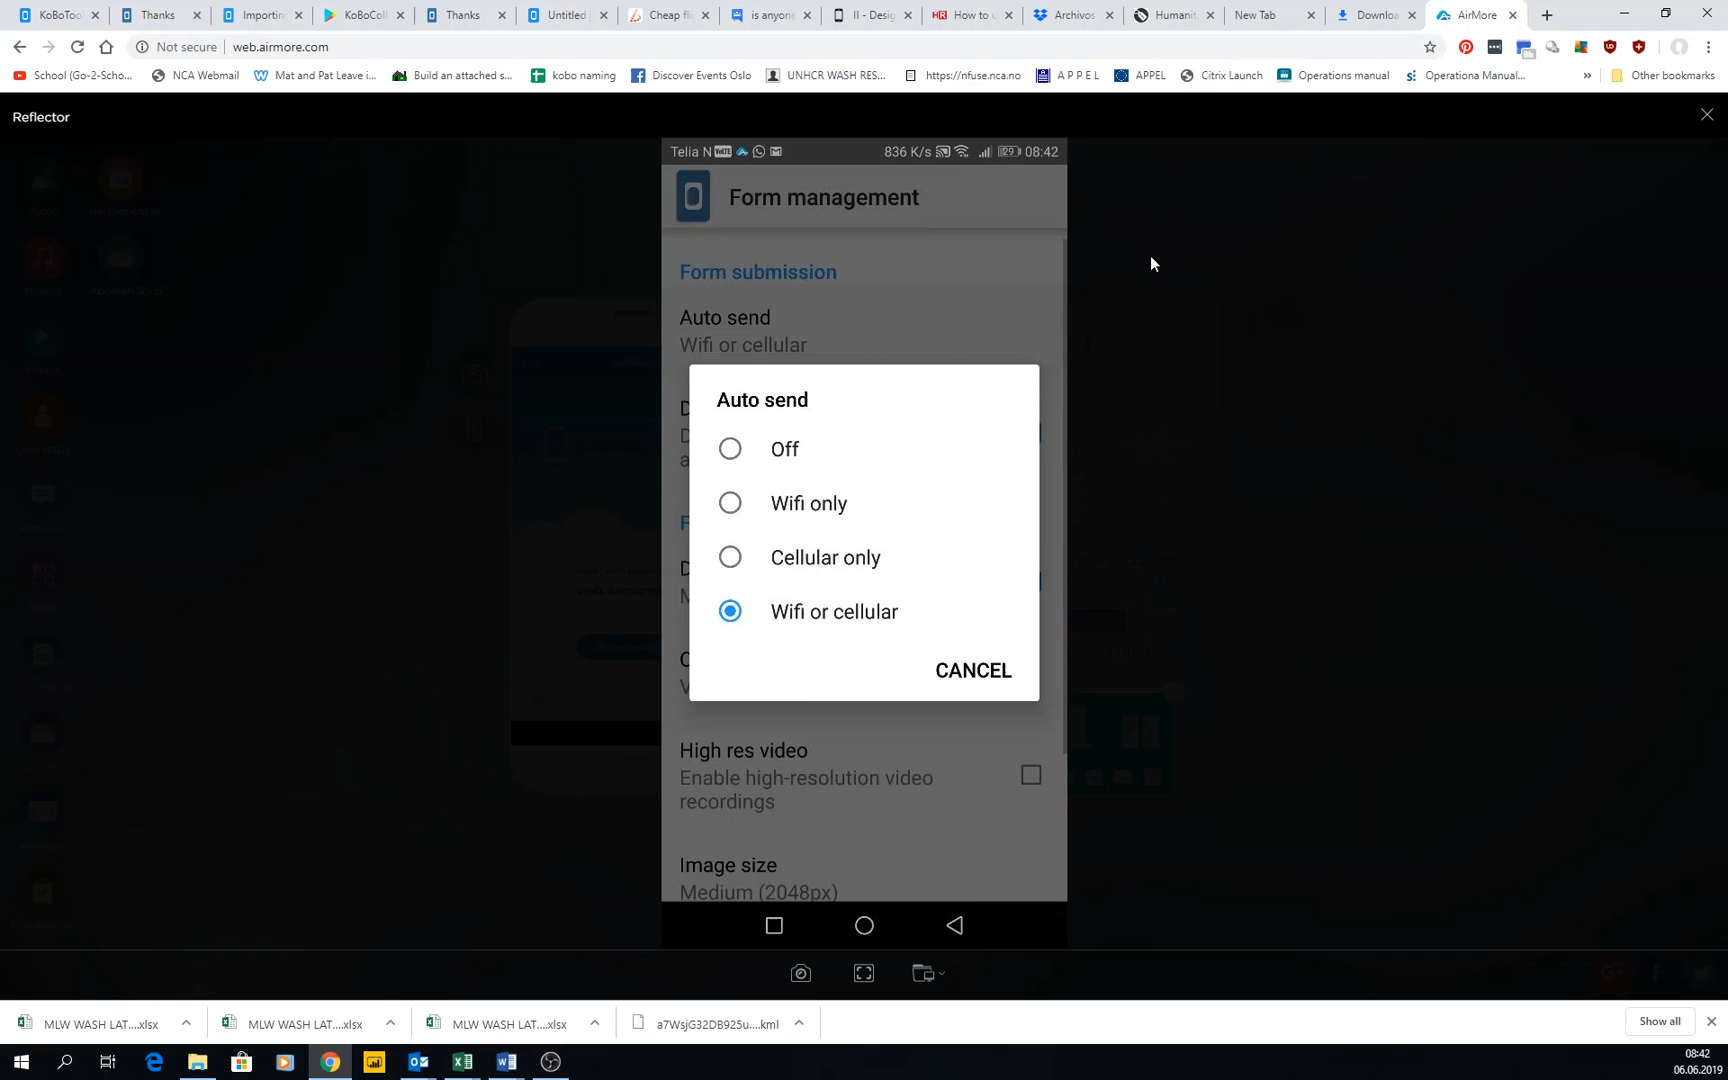 KoBoToo
Thanks
Importing
KoBoColl
Thanks
Untitled
Cheap fli
is anyone
II - Desig
How to u
Archivos
Humanit
New Tab
Downloa
AirMore
Not secure
web.airmore.com
School (Go-2-Scho...
NCA Webmail
Mat and Pat Leave i...
Build an attached s...
kobo naming
Discover Events Oslo
UNHCR WASH RES...
https://nfuse.nca.no
A P P E L
APPEL
Citrix Launch
Operations manual
Operationa Manual...
»
Other bookmarks
Reflector
Telia N
VoLTE
836 K/s
29
08:42
Form management
Form submission
Auto send
Wifi or cellular
Auto send
Off
Wifi only
Cellular only
Wifi or cellular
CANCEL
High res video
Enable high-resolution video
recordings
Image size
Medium (2048px)
MLW WASH LAT....xlsx
MLW WASH LAT....xlsx
MLW WASH LAT....xlsx
a7WsjG32DB925u....kml
Show all
08:42
06.06.2019